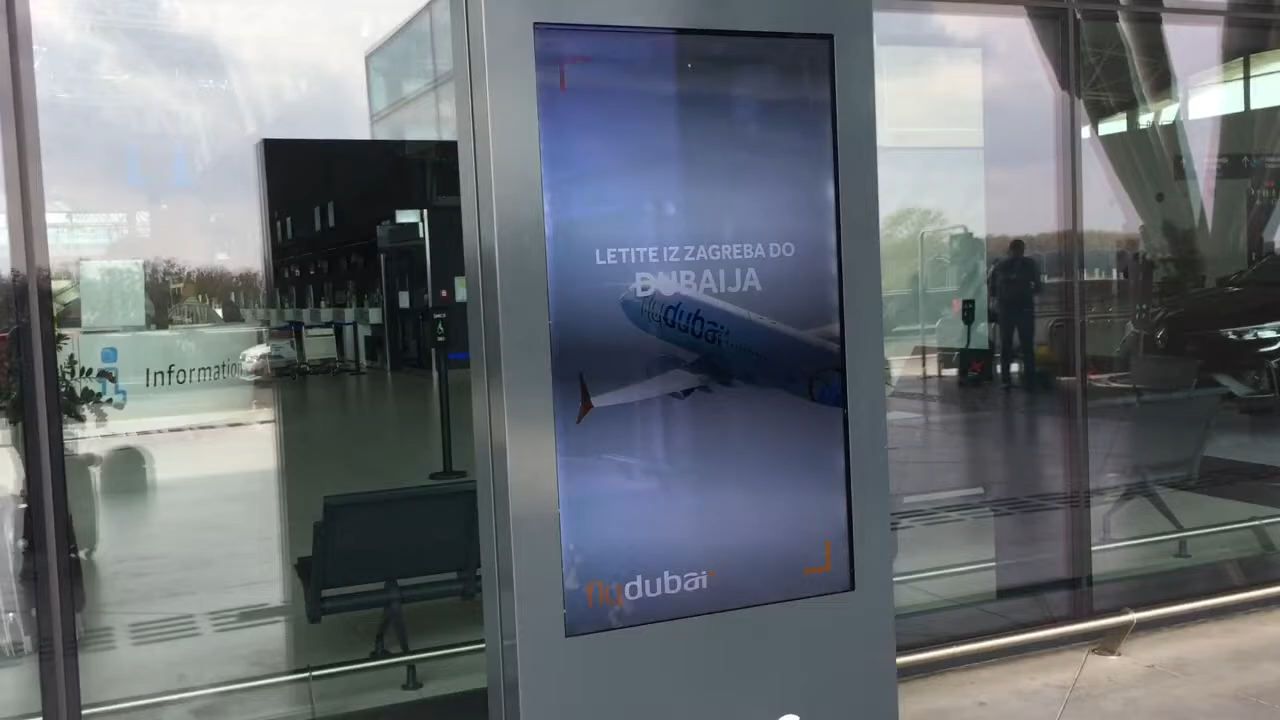 Information
LETITE IZ ZAGREBA DO
DUBAIJA
flydubai
flydubai